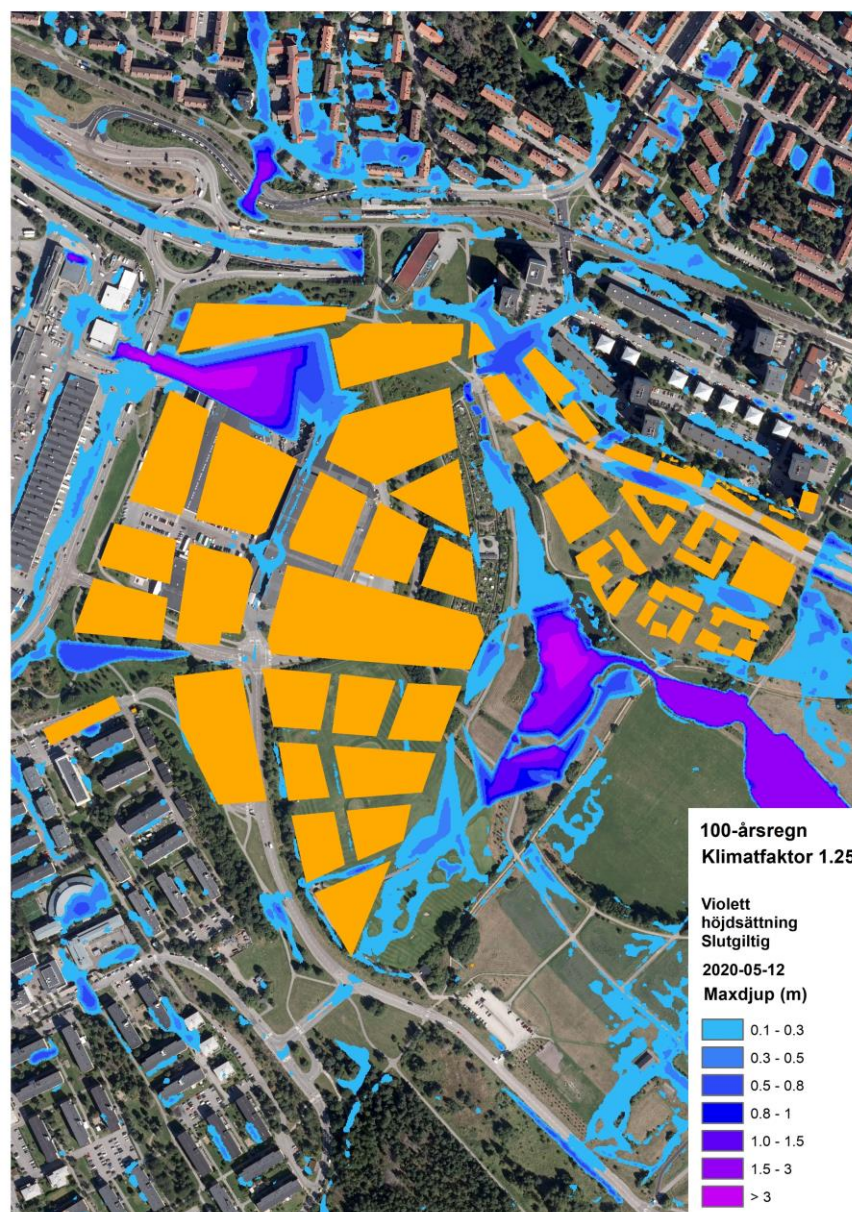 100-årsregn
Klimatfaktor 1.25
Violett
höjdsättning
Slutgiltig
2020-05-12
Maxdjup (m)
0.1 - 0.3
0.3 - 0.5
0.5 - 0.8
0.8 - 1
1.0 - 1.5
1.5 - 3
> 3